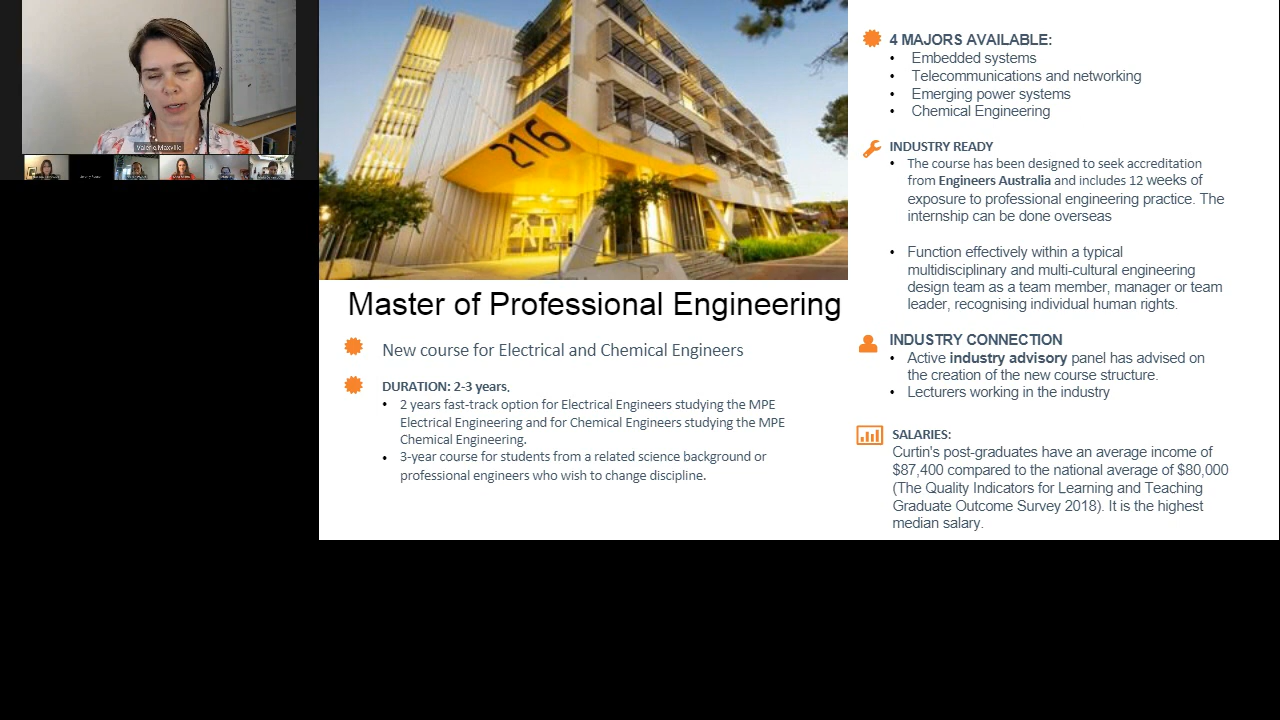 Valerie Maxville
216
Master of Professional Engineering
New course for Electrical and Chemical Engineers
DURATION: 2-3 years.
• 2 years fast-track option for Electrical Engineers studying the MPE
Electrical Engineering and for Chemical Engineers studying the MPE
Chemical Engineering.
• 3-year course for students from a related science background or
professional engineers who wish to change discipline.
4 MAJORS AVAILABLE:
• Embedded systems
• Telecommunications and networking
• Emerging power systems
• Chemical Engineering
INDUSTRY READY
• The course has been designed to seek accreditation
from Engineers Australia and includes 12 weeks of
exposure to professional engineering practice. The
internship can be done overseas
• Function effectively within a typical
multidisciplinary and multi-cultural engineering
design team as a team member, manager or team
leader, recognising individual human rights.
INDUSTRY CONNECTION
• Active industry advisory panel has advised on
the creation of the new course structure.
• Lecturers working in the industry
SALARIES:
Curtin's post-graduates have an average income of
$87,400 compared to the national average of $80,000
(The Quality Indicators for Learning and Teaching
Graduate Outcome Survey 2018). It is the highest
median salary.